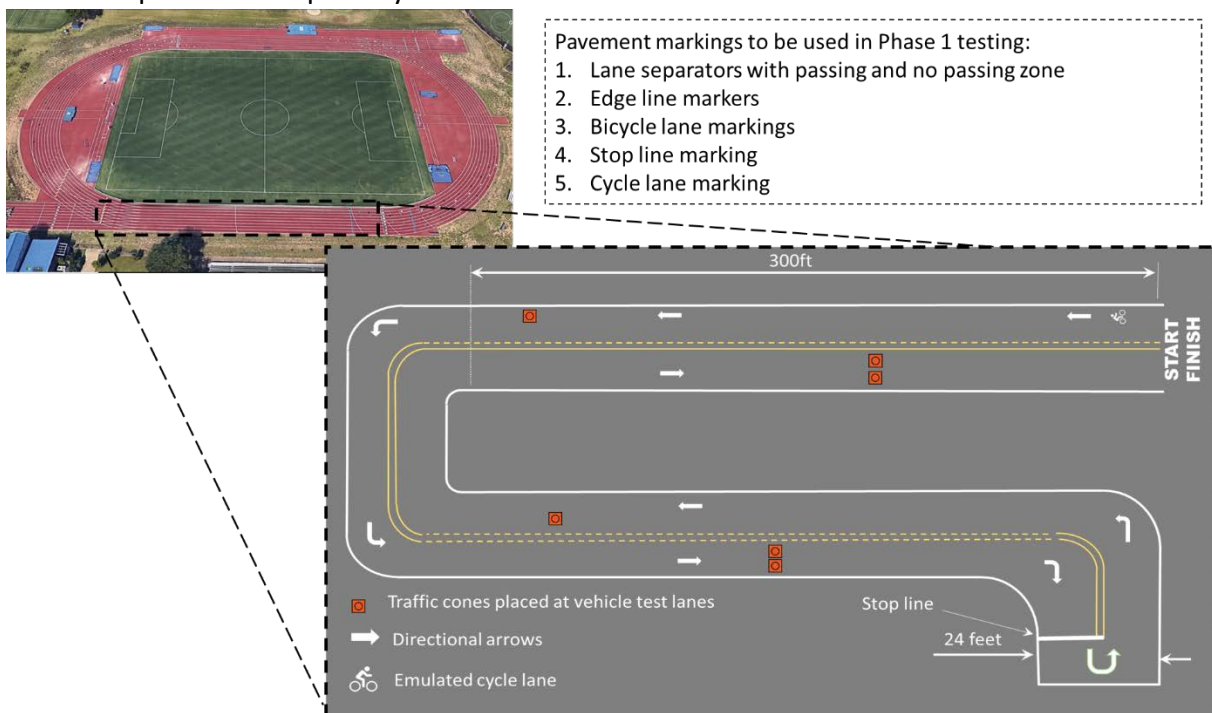 Pavement markings to be used in Phase 1 testing:
1. Lane separators with passing and no passing zone
2. Edge line markers
3. Bicycle lane markings
4. Stop line marking
5. Cycle lane marking
300ft
START
FINISH
Stop line
24 feet
Traffic cones placed at vehicle test lanes
Directional arrows
Emulated cycle lane